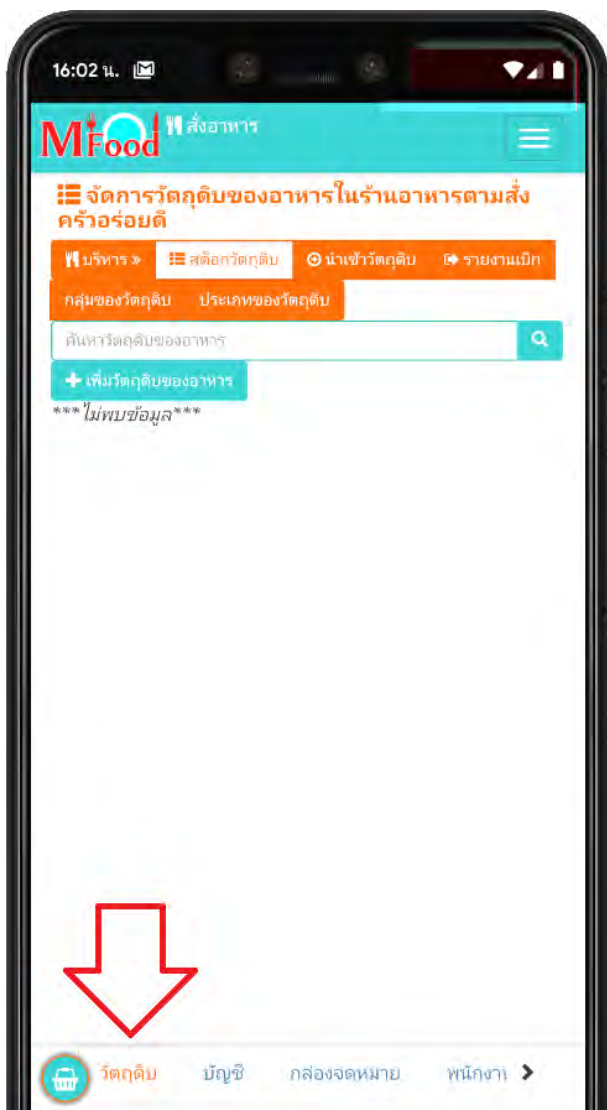 16:02 น.
MFood สั่งอาหาร
จัดการวัตถุดิบของอาหารในร้านอาหารตามสั่ง
ครัวอร่อยดี
บริหาร » สต็อกวัตถุดิบ นำเข้าวัตถุดิบ รายงานเบิก
กลุ่มของวัตถุดิบ ประเภทของวัตถุดิบ
ค้นหาวัตถุดิบของอาหาร
เพิ่มวัตถุดิบของอาหาร
***ไม่พบข้อมูล***
วัตถุดิบ บัญชี กล่องจดหมาย พนักงา